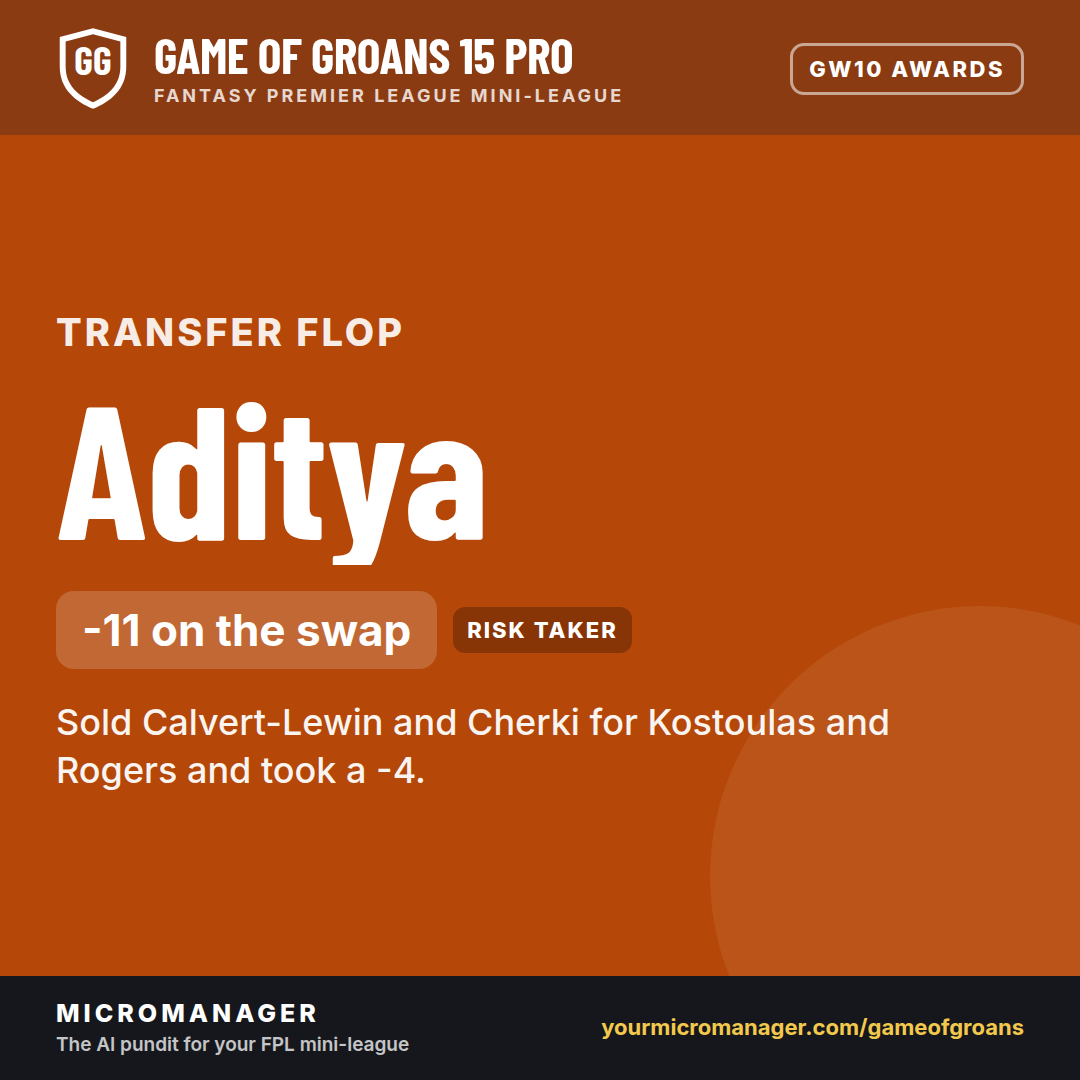 GG
GAME OF GROANS 15 PRO
FANTASY PREMIER LEAGUE MINI-LEAGUE
GW10 AWARDS
TRANSFER FLOP
Aditya
-11 on the swap
RISK TAKER
Sold Calvert-Lewin and Cherki for Kostoulas and
Rogers and took a -4.
MICROMANAGER
The AI pundit for your FPL mini-league
yourmicromanager.com/gameofgroans